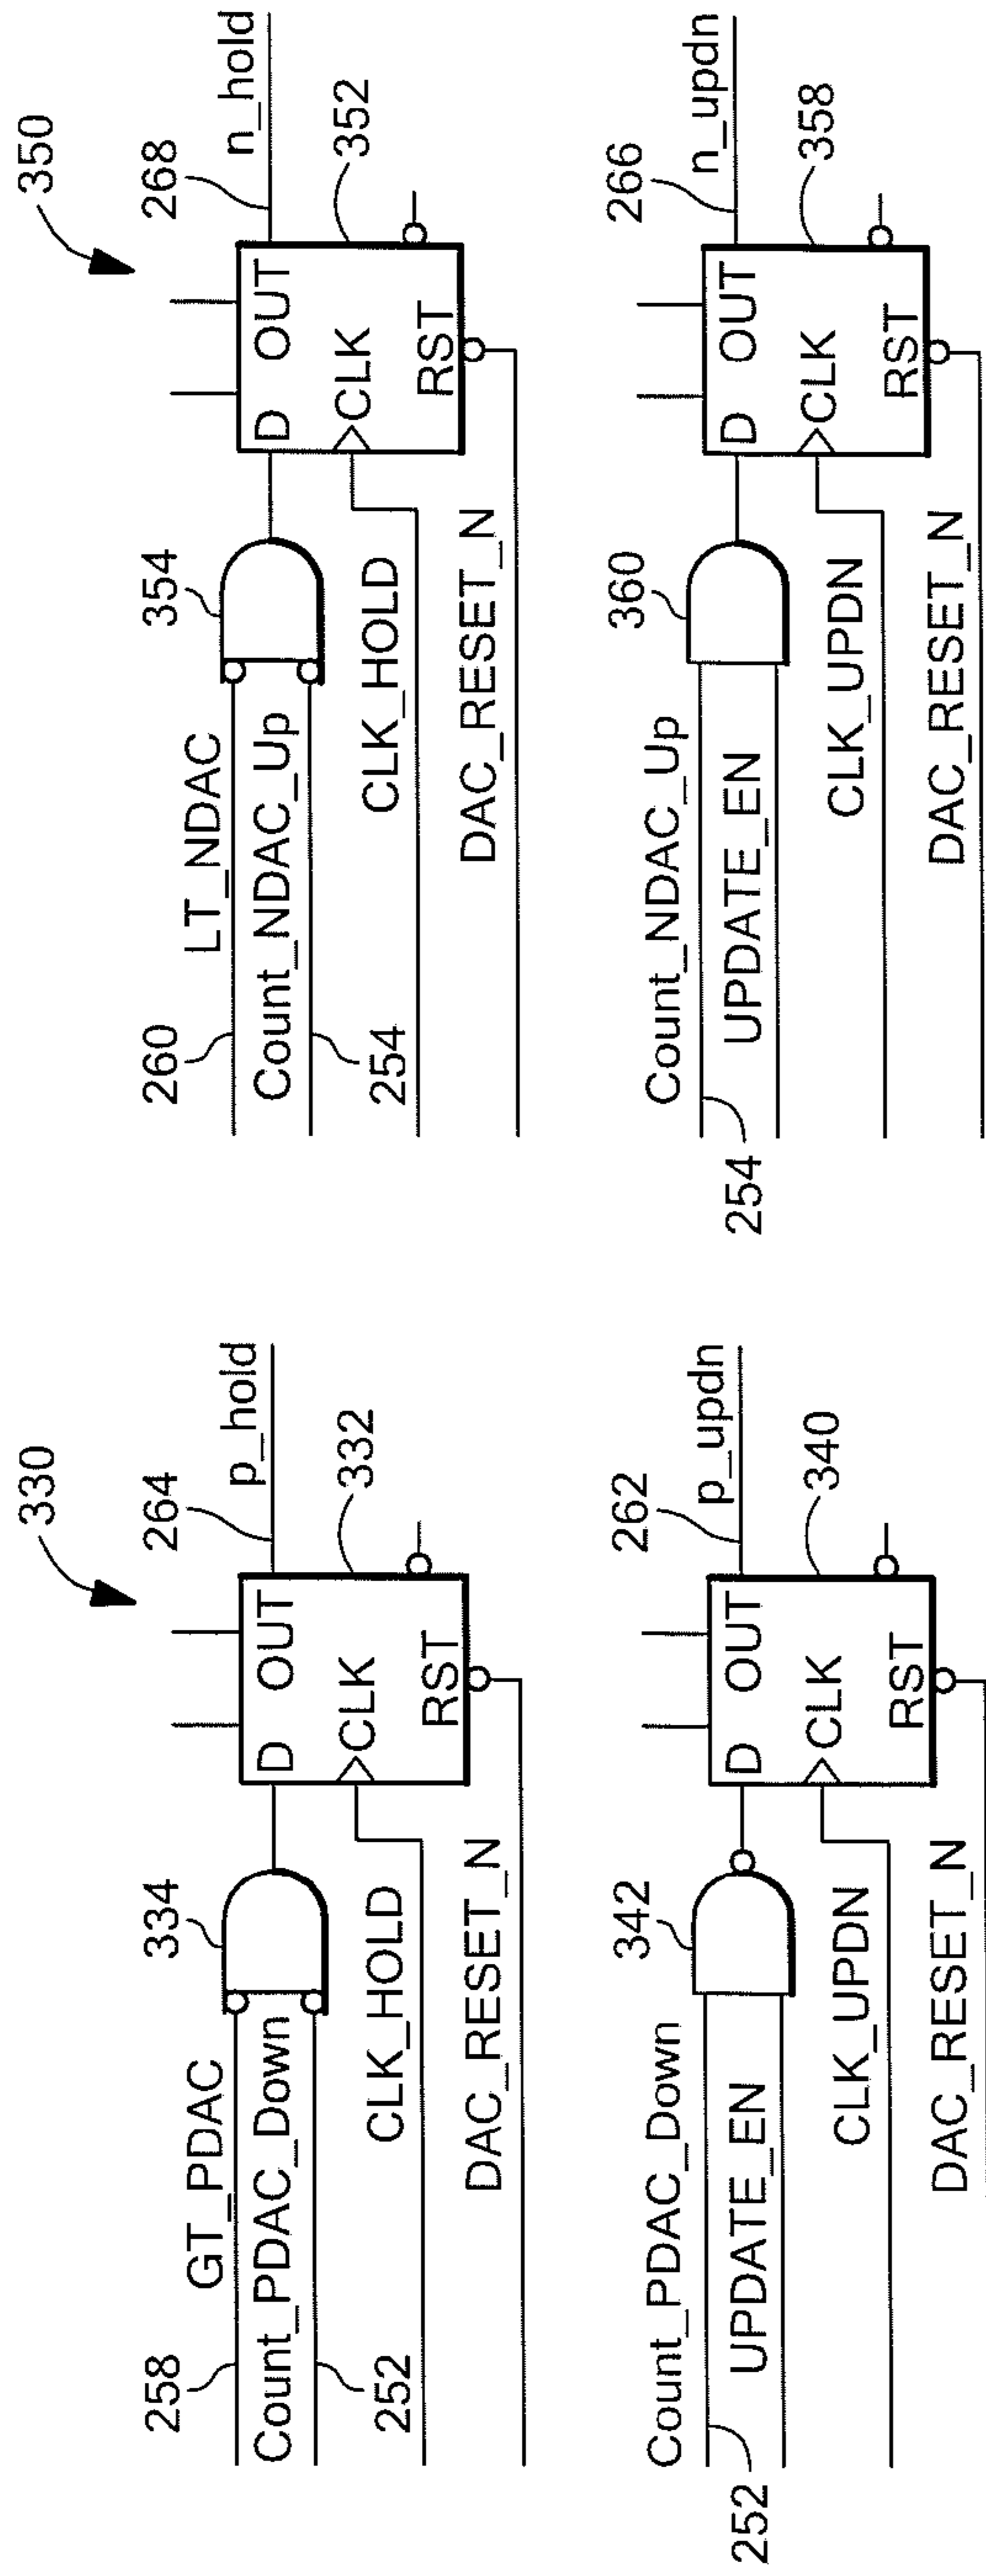 330
258
GT_PDAC
334
264
p_hold
D OUT
Count_PDAC_Down
CLK
332
252
CLK_HOLD
RST
DAC_RESET_N
Count_PDAC_Down
342
262
p_updn
D OUT
252
UPDATE_EN
CLK
340
CLK_UPDN
RST
DAC_RESET_N
350
260
LT_NDAC
354
268
n_hold
D OUT
Count_NDAC_Up
CLK
352
254
CLK_HOLD
RST
DAC_RESET_N
Count_NDAC_Up
360
266
n_updn
D OUT
254
UPDATE_EN
CLK
358
CLK_UPDN
RST
DAC_RESET_N